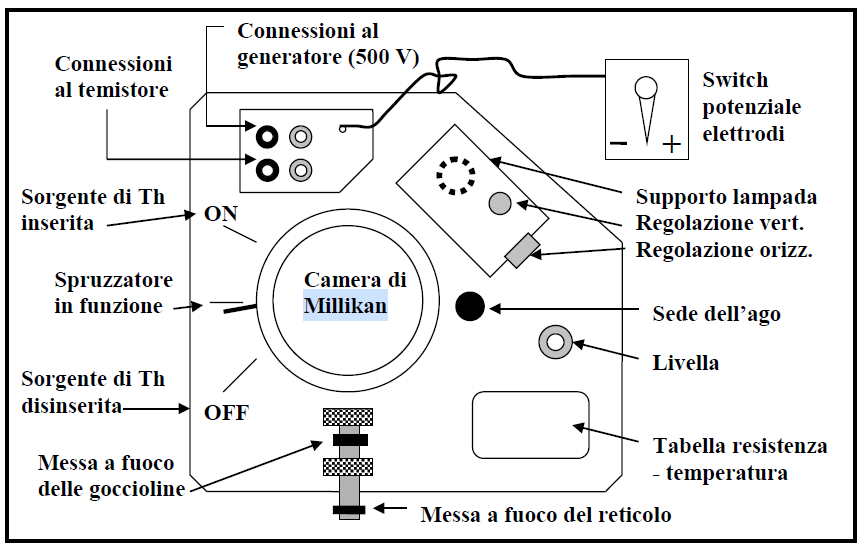 Connessioni al
generatore (500 V)
Connessioni
al temistore
Switch
potenziale
elettrodi
– +
Supporto lampada
Regolazione vert.
Regolazione orizz.
Sorgente di Th
inserita
ON
Camera di
Millikan
Spruzzatore
in funzione
Sede dell’ago
Livella
Sorgente di Th
disinserita
OFF
Tabella resistenza
- temperatura
Messa a fuoco
delle goccioline
Messa a fuoco del reticolo